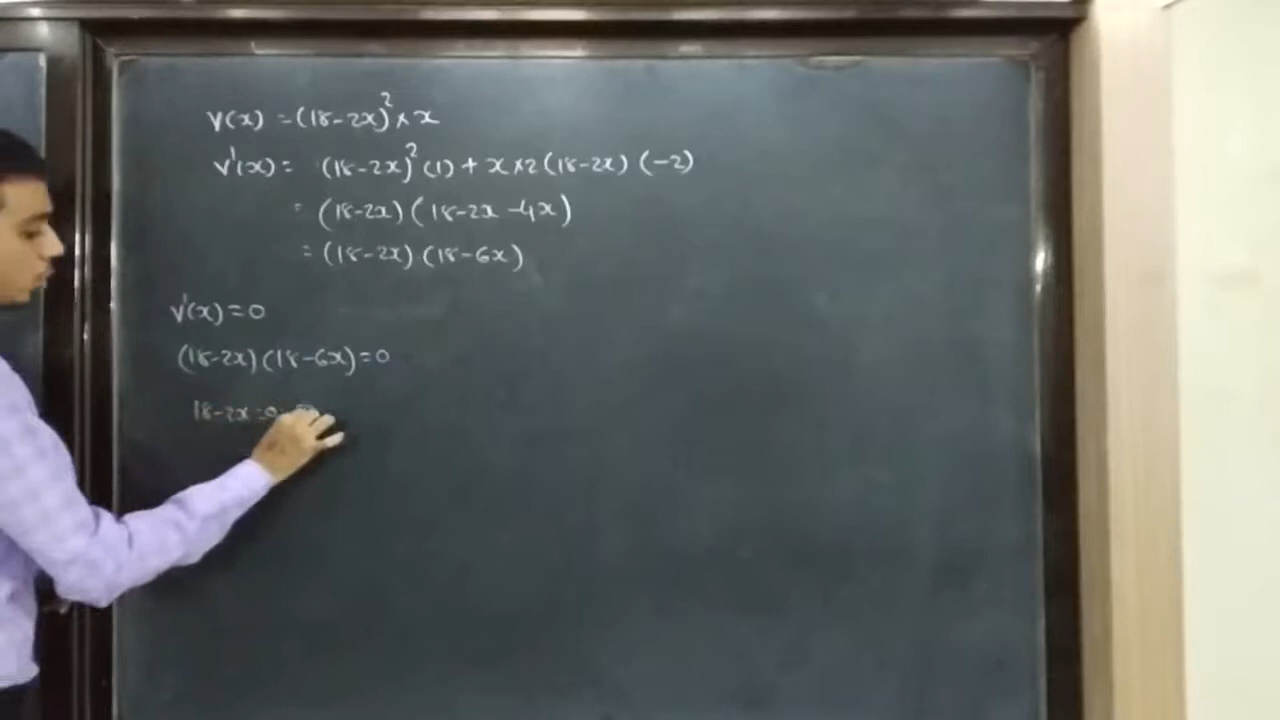 V(x) = (18-2x)² × x
V'(x) = (18-2x)² (1) + x × 2 (18-2x) (-2)
= (18-2x) (18-2x -4x)
= (18-2x) (18-6x)
V'(x) = 0
(18-2x) (18-6x) = 0
18-2x = 0